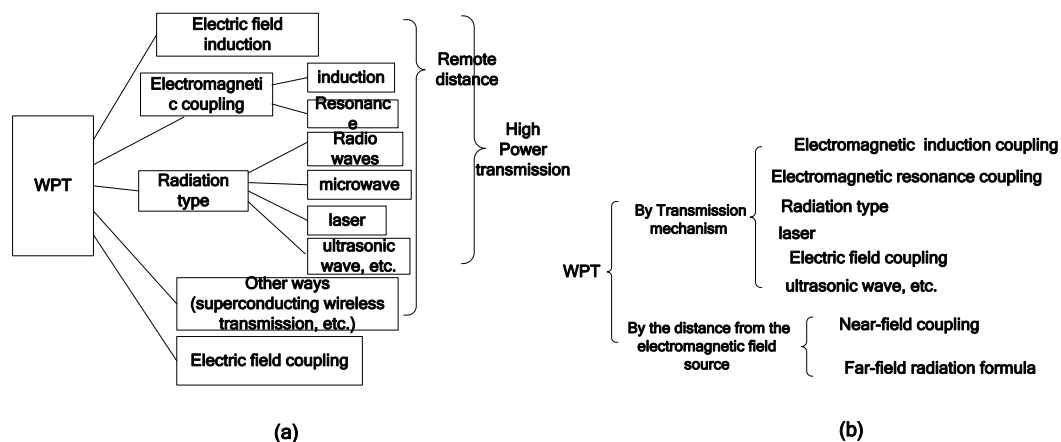 WPT
Electric field
induction
Electromagneti
c coupling
induction
Resonanc
e
Radiation
type
Radio
waves
microwave
laser
ultrasonic
wave, etc.
Other ways
(superconducting wireless
transmission, etc.)
Electric field coupling
Remote
distance
High
Power
transmission
(a)
WPT
By Transmission
mechanism
Electromagnetic induction coupling
Electromagnetic resonance coupling
Radiation type
laser
Electric field coupling
ultrasonic wave, etc.
By the distance from the
electromagnetic field
source
Near-field coupling
Far-field radiation formula
(b)